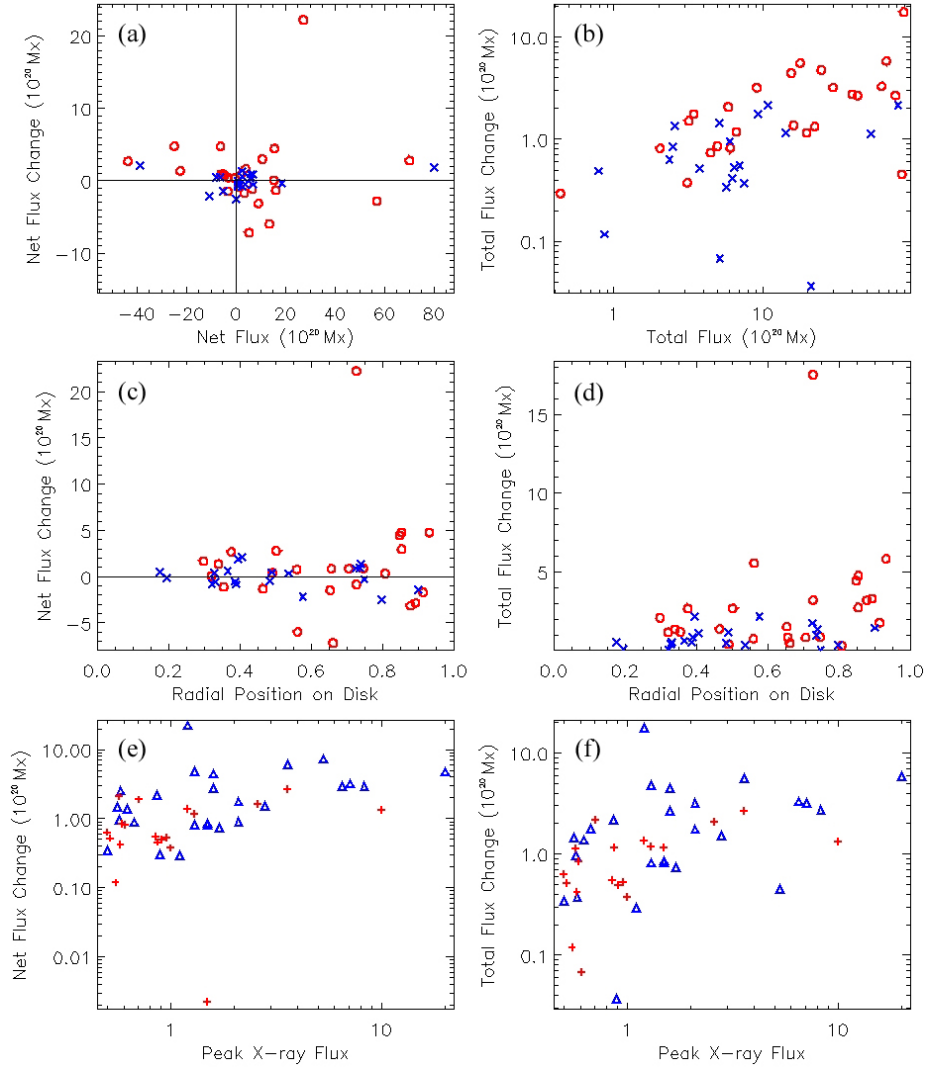 (a)
Net Flux Change (10²⁰ Mx)
20
10
0
−10
−40 −20 0 20 40 60 80
Net Flux (10²⁰ Mx)
(b)
Total Flux Change (10²⁰ Mx)
10.0
1.0
0.1
1 10
Total Flux (10²⁰ Mx)
(c)
Net Flux Change (10²⁰ Mx)
20
15
10
5
0
−5
0.0 0.2 0.4 0.6 0.8 1.0
Radial Position on Disk
(d)
Total Flux Change (10²⁰ Mx)
15
10
5
0.0 0.2 0.4 0.6 0.8 1.0
Radial Position on Disk
(e)
Net Flux Change (10²⁰ Mx)
10.00
1.00
0.10
0.01
1 10
Peak X−ray Flux
(f)
Total Flux Change (10²⁰ Mx)
10.0
1.0
0.1
1 10
Peak X−ray Flux